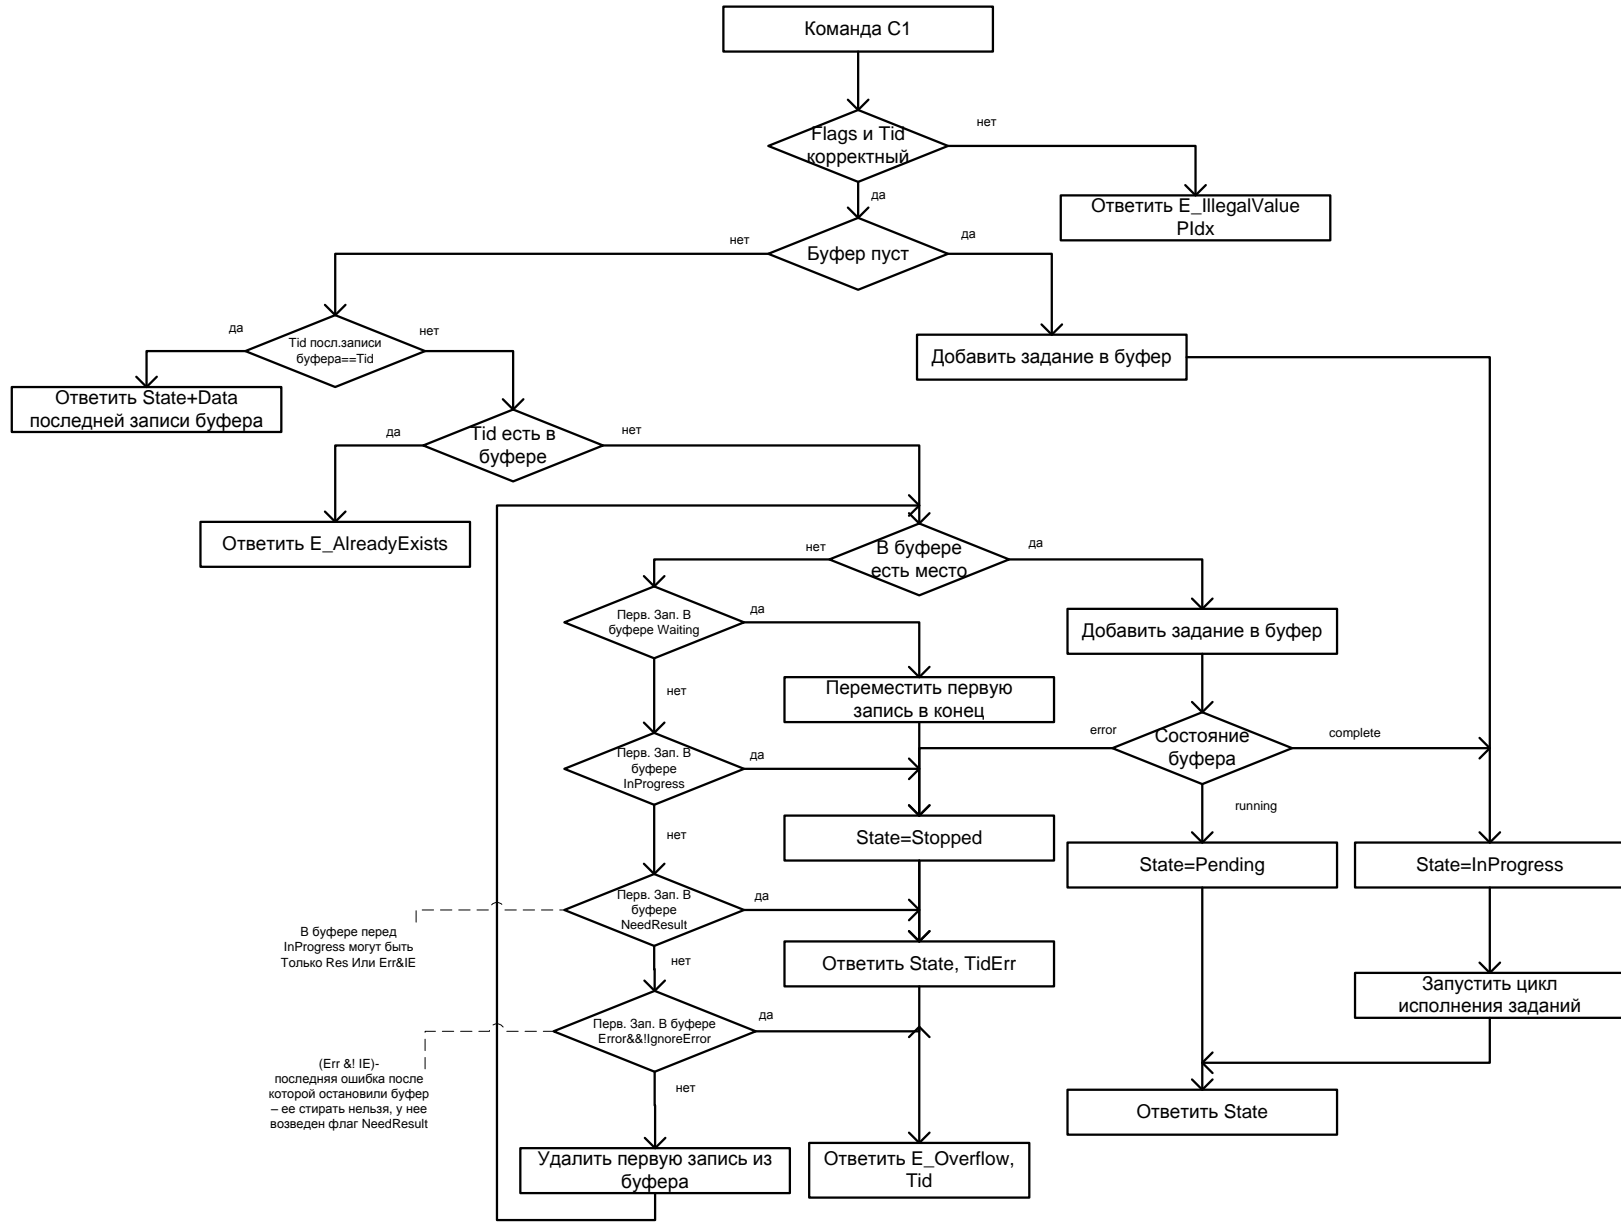 Команда C1
Flags и Tid
корректный
нет
да
Ответить E_IllegalValue
PIdx
Буфер пуст
нет
да
Tid посл.записи
буфера==Tid
да
нет
Добавить задание в буфер
Ответить State+Data
последней записи буфера
Tid есть в
буфере
да
нет
Ответить E_AlreadyExists
В буфере
есть место
нет
да
Перв. Зап. В
буфере Waiting
да
нет
Добавить задание в буфер
Переместить первую
запись в конец
Состояние
буфера
error
complete
running
Перв. Зап. В
буфере
InProgress
да
нет
State=Stopped
State=Pending
State=InProgress
Перв. Зап. В
буфере
NeedResult
да
нет
В буфере перед
InProgress могут быть
Только Res Или Err&IE
Ответить State, TidErr
Запустить цикл
исполнения заданий
Перв. Зап. В буфере
Error&&!IgnoreError
да
нет
(Err &! IE)-
последняя ошибка после
которой остановили буфер
– ее стирать нельзя, у нее
возведен флаг NeedResult
Ответить State
Удалить первую запись из
буфера
Ответить E_Overflow,
Tid